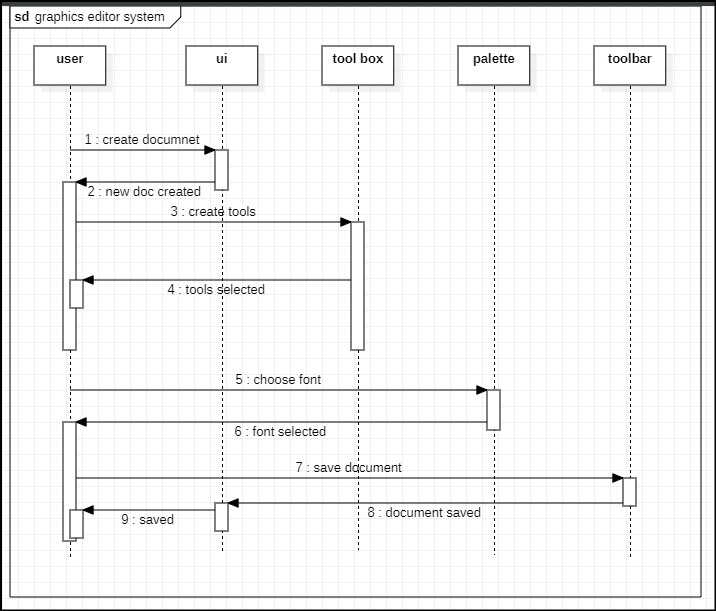 sd graphics editor system
user
ui
tool box
palette
toolbar
1 : create documnet
2 : new doc created
3 : create tools
4 : tools selected
5 : choose font
6 : font selected
7 : save document
8 : document saved
9 : saved